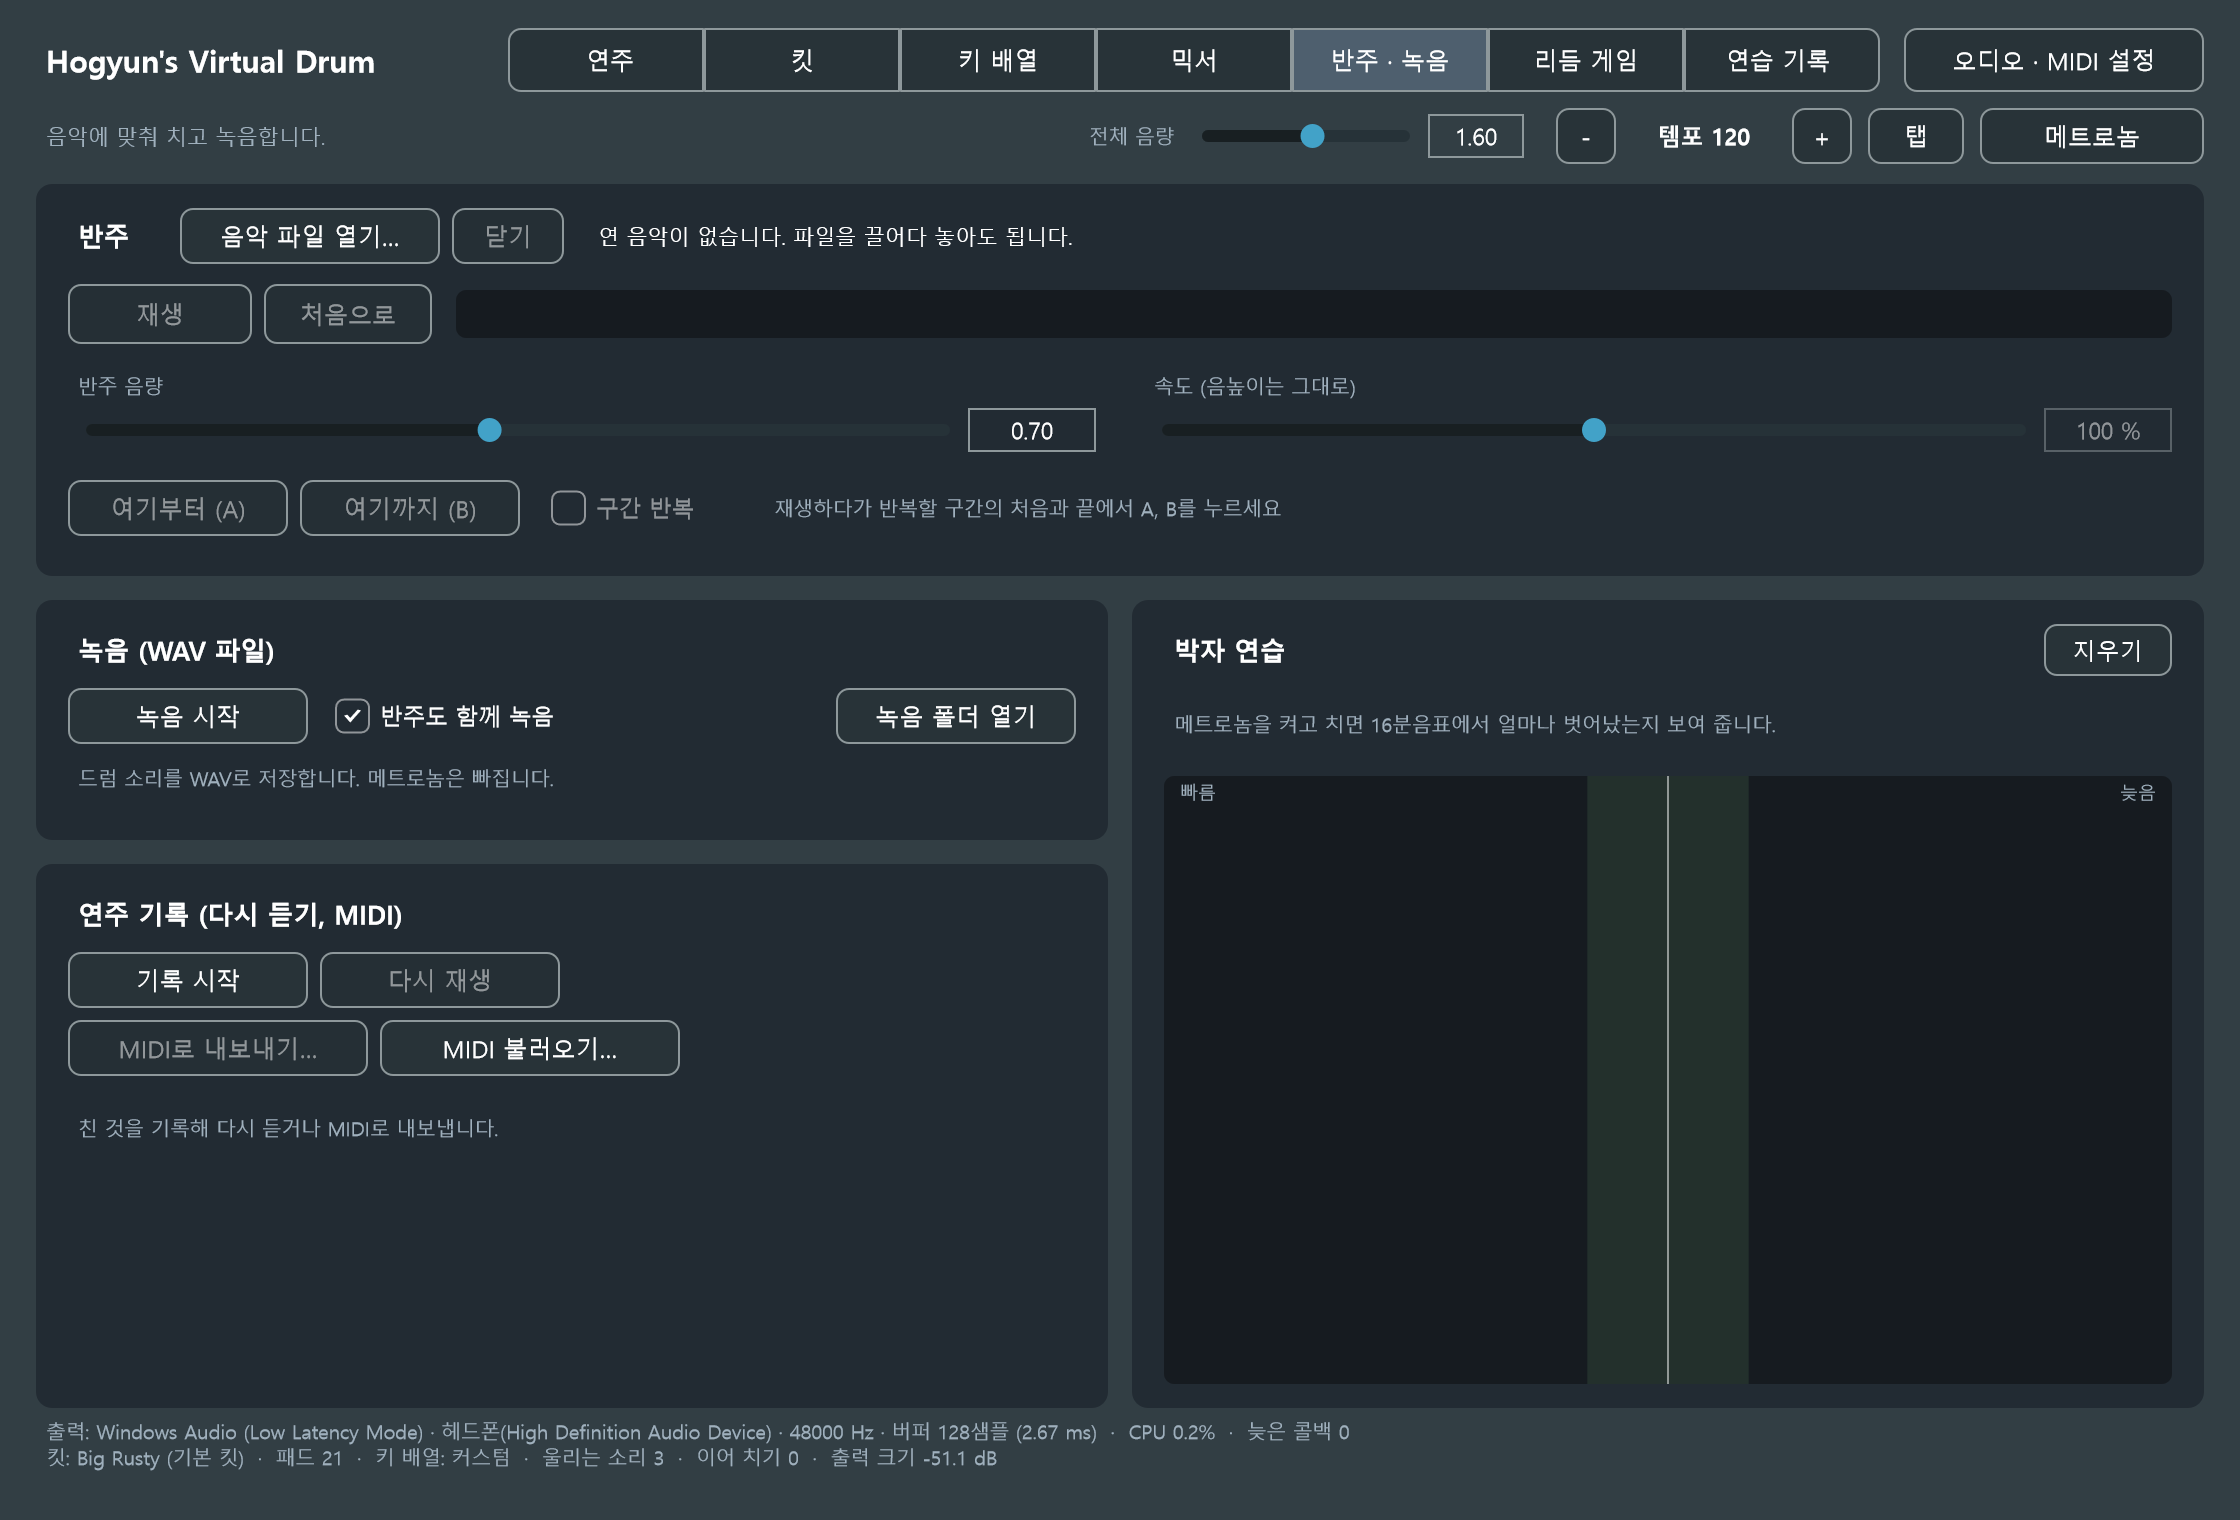 Hogyun's Virtual Drum
연주
킷
키 배열
믹서
반주 · 녹음
리듬 게임
연습 기록
오디오 · MIDI 설정
음악에 맞춰 치고 녹음합니다.
전체 음량
1.60
-
템포 120
+
탭
메트로놈
반주
음악 파일 열기...
닫기
연 음악이 없습니다. 파일을 끌어다 놓아도 됩니다.
재생
처음으로
반주 음량
0.70
속도 (음높이는 그대로)
100 %
여기부터 (A)
여기까지 (B)
구간 반복
재생하다가 반복할 구간의 처음과 끝에서 A, B를 누르세요
녹음 (WAV 파일)
녹음 시작
반주도 함께 녹음
녹음 폴더 열기
드럼 소리를 WAV로 저장합니다. 메트로놈은 빠집니다.
연주 기록 (다시 듣기, MIDI)
기록 시작
다시 재생
MIDI로 내보내기...
MIDI 불러오기...
친 것을 기록해 다시 듣거나 MIDI로 내보냅니다.
박자 연습
지우기
메트로놈을 켜고 치면 16분음표에서 얼마나 벗어났는지 보여 줍니다.
빠름
늦음
출력: Windows Audio (Low Latency Mode) · 헤드폰(High Definition Audio Device) · 48000 Hz · 버퍼 128샘플 (2.67 ms) · CPU 0.2% · 늦은 콜백 0
킷: Big Rusty (기본 킷) · 패드 21 · 키 배열: 커스텀 · 울리는 소리 3 · 이어 치기 0 · 출력 크기 -51.1 dB